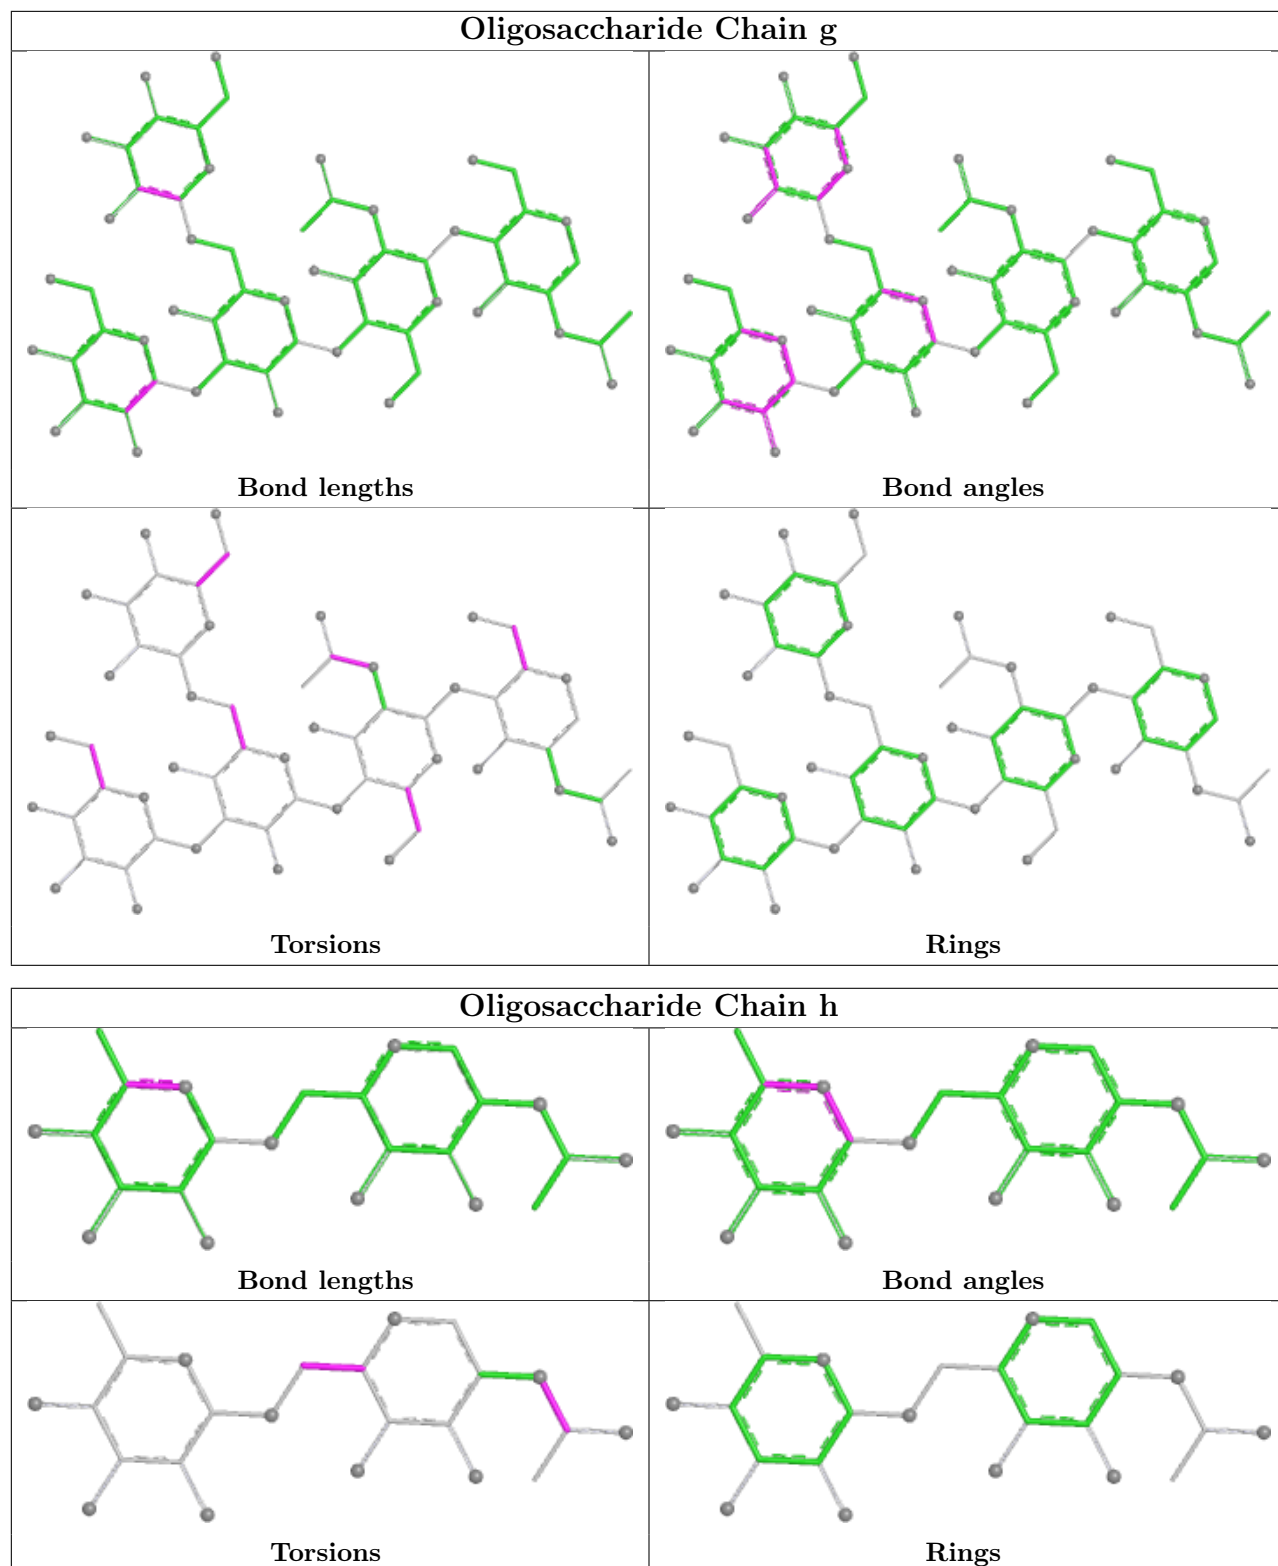 Oligosaccharide Chain g
Bond lengths
Bond angles
Torsions
Rings
Oligosaccharide Chain h
Bond lengths
Bond angles
Torsions
Rings